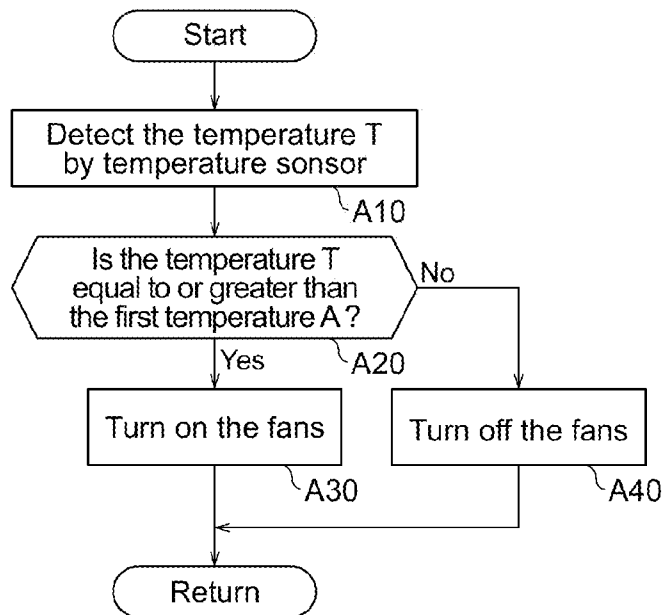 Start
Detect the temperature T
by temperature sonsor
A10
Is the temperature T
equal to or greater than
the first temperature A ?
No
A20
Yes
Turn on the fans
Turn off the fans
A30
A40
Return